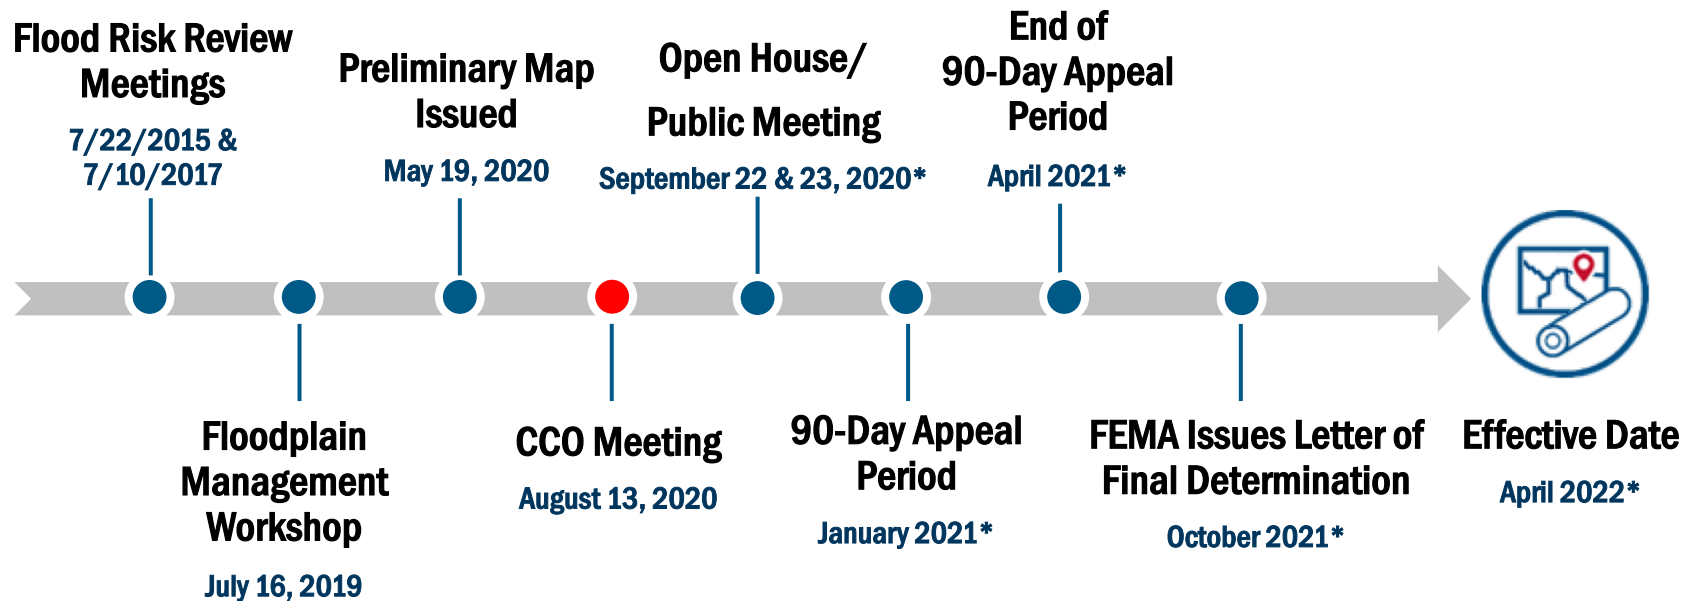 Flood Risk Review
Meetings
7/22/2015 &
7/10/2017
Floodplain
Management
Workshop
July 16, 2019
Preliminary Map
Issued
May 19, 2020
CCO Meeting
August 13, 2020
Open House/
Public Meeting
September 22 & 23, 2020*
90-Day Appeal
Period
January 2021*
End of
90-Day Appeal
Period
April 2021*
FEMA Issues Letter of
Final Determination
October 2021*
Effective Date
April 2022*